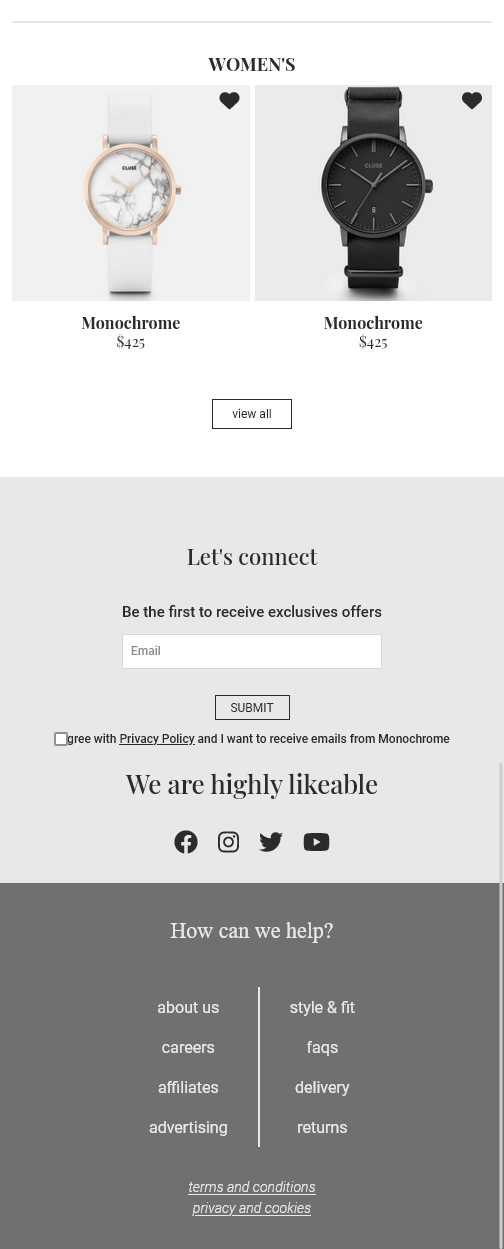 WOMEN'S
CLUSE
CLUSE
6
Monochrome
$425
Monochrome
$425
view all
Let's connect
Be the first to receive exclusives offers
Email
SUBMIT
gree with Privacy Policy and I want to receive emails from Monochrome
We are highly likeable
How can we help?
about us
style & fit
careers
faqs
affiliates
delivery
advertising
returns
terms and conditions
privacy and cookies